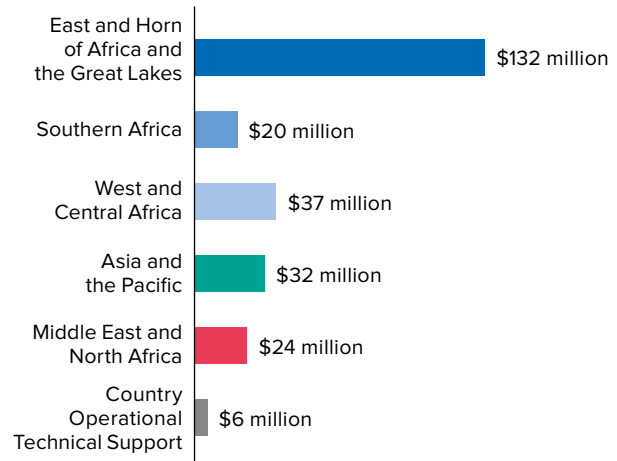 East and Horn
of Africa and
the Great Lakes
$132 million
Southern Africa
$20 million
West and
Central Africa
$37 million
Asia and
the Pacific
$32 million
Middle East and
North Africa
$24 million
Country
Operational
Technical Support
$6 million